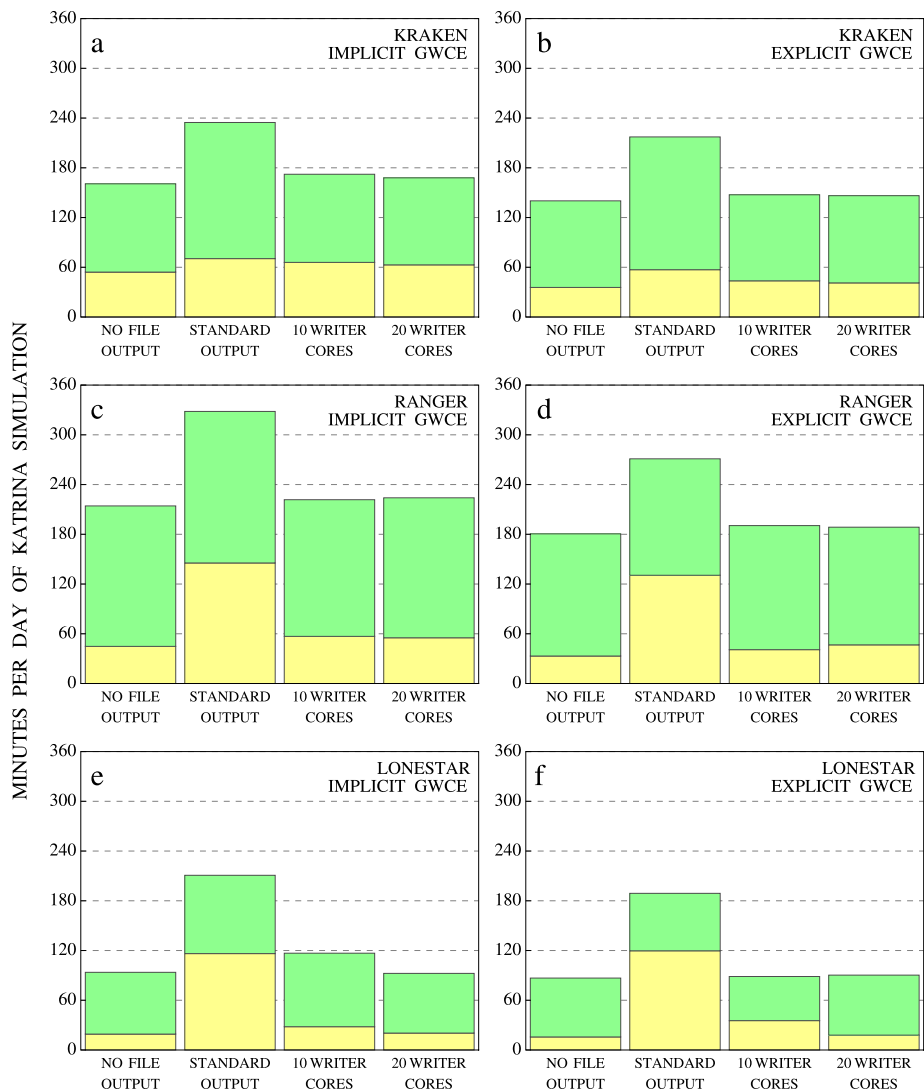 MINUTES PER DAY OF KATRINA SIMULATION
a
KRAKEN
IMPLICIT GWCE
360
300
240
180
120
60
0
NO FILE OUTPUT
STANDARD OUTPUT
10 WRITER CORES
20 WRITER CORES
b
KRAKEN
EXPLICIT GWCE
360
300
240
180
120
60
0
NO FILE OUTPUT
STANDARD OUTPUT
10 WRITER CORES
20 WRITER CORES
c
RANGER
IMPLICIT GWCE
360
300
240
180
120
60
0
NO FILE OUTPUT
STANDARD OUTPUT
10 WRITER CORES
20 WRITER CORES
d
RANGER
EXPLICIT GWCE
360
300
240
180
120
60
0
NO FILE OUTPUT
STANDARD OUTPUT
10 WRITER CORES
20 WRITER CORES
e
LONESTAR
IMPLICIT GWCE
360
300
240
180
120
60
0
NO FILE OUTPUT
STANDARD OUTPUT
10 WRITER CORES
20 WRITER CORES
f
LONESTAR
EXPLICIT GWCE
360
300
240
180
120
60
0
NO FILE OUTPUT
STANDARD OUTPUT
10 WRITER CORES
20 WRITER CORES